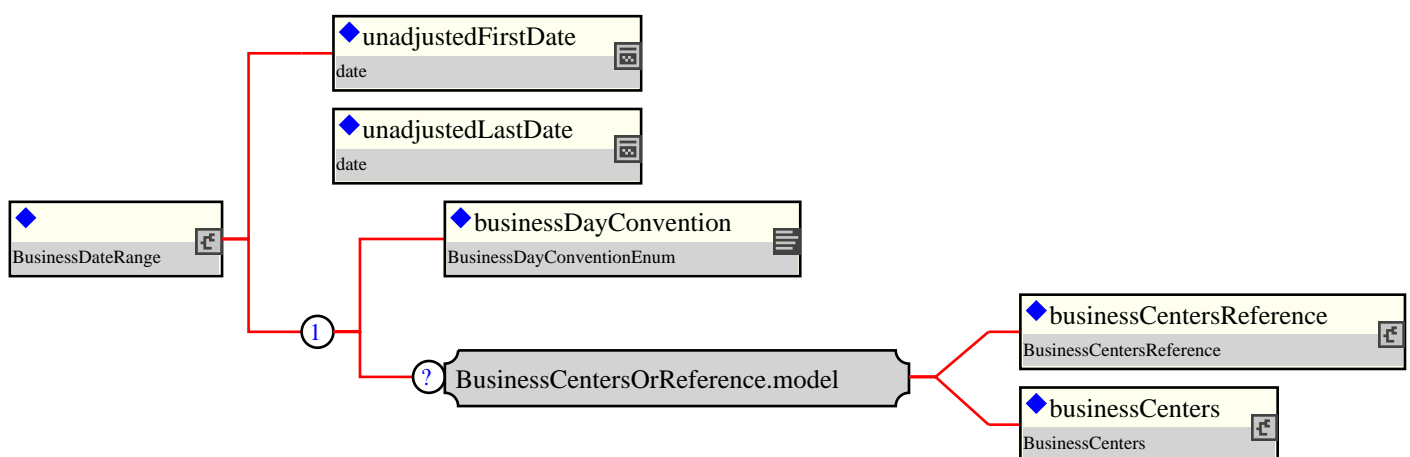 unadjustedFirstDate
date
unadjustedLastDate
date
BusinessDateRange
businessDayConvention
BusinessDayConventionEnum
1
?
BusinessCentersOrReference.model
businessCentersReference
BusinessCentersReference
businessCenters
BusinessCenters